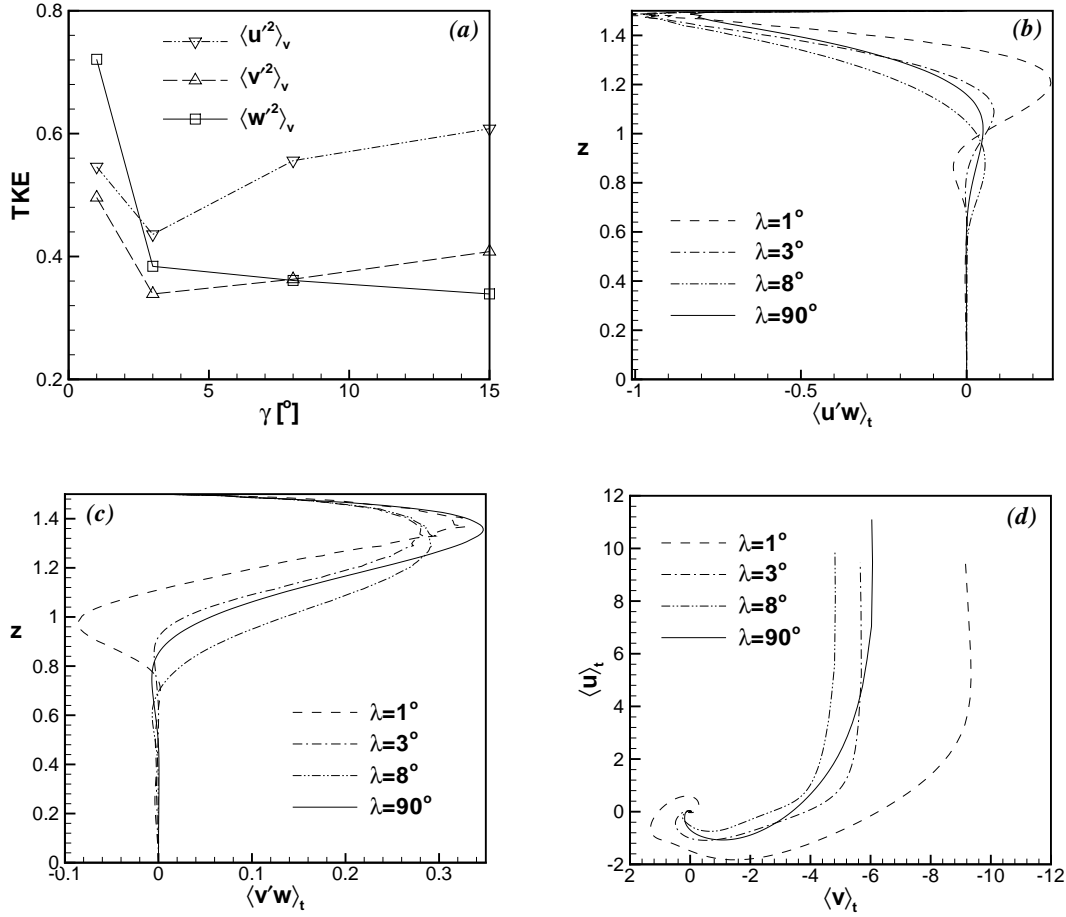 (a)
⟨u′²⟩v
⟨v′²⟩v
⟨w′²⟩v
TKE
0.8
0.6
0.4
0.2
0 5 10 15
γ [°]
(b)
z
1.4
1.2
1
0.8
0.6
0.4
0.2
0
λ=1°
λ=3°
λ=8°
λ=90°
-1 -0.5 0
⟨u′w⟩t
(c)
z
1.4
1.2
1
0.8
0.6
0.4
0.2
0
λ=1°
λ=3°
λ=8°
λ=90°
-0.1 0 0.1 0.2 0.3
⟨v′w⟩t
(d)
⟨u⟩t
12
10
8
6
4
2
0
-2
λ=1°
λ=3°
λ=8°
λ=90°
2 0 -2 -4 -6 -8 -10 -12
⟨v⟩t